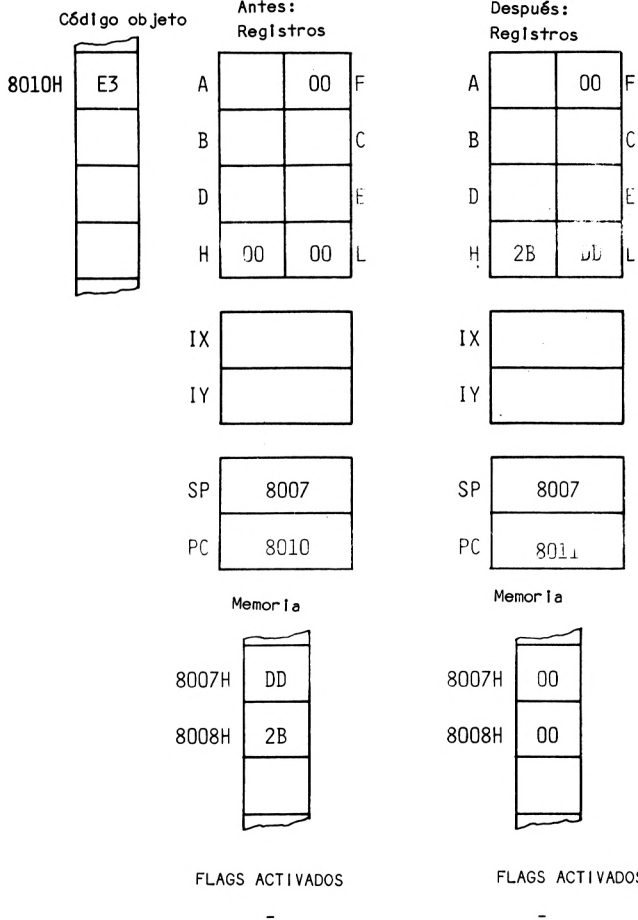 Código objeto
Antes:
Registros
Después:
Registros
8010H E3
A 00 F
B C
D E
H 00 00 L
IX
IY
SP 8007
PC 8010
A 00 F
B C
D E
H 2B DD L
IX
IY
SP 8007
PC 8011
Memoria
8007H DD
8008H 2B
Memoria
8007H 00
8008H 00
FLAGS ACTIVADOS
-
FLAGS ACTIVADOS
-